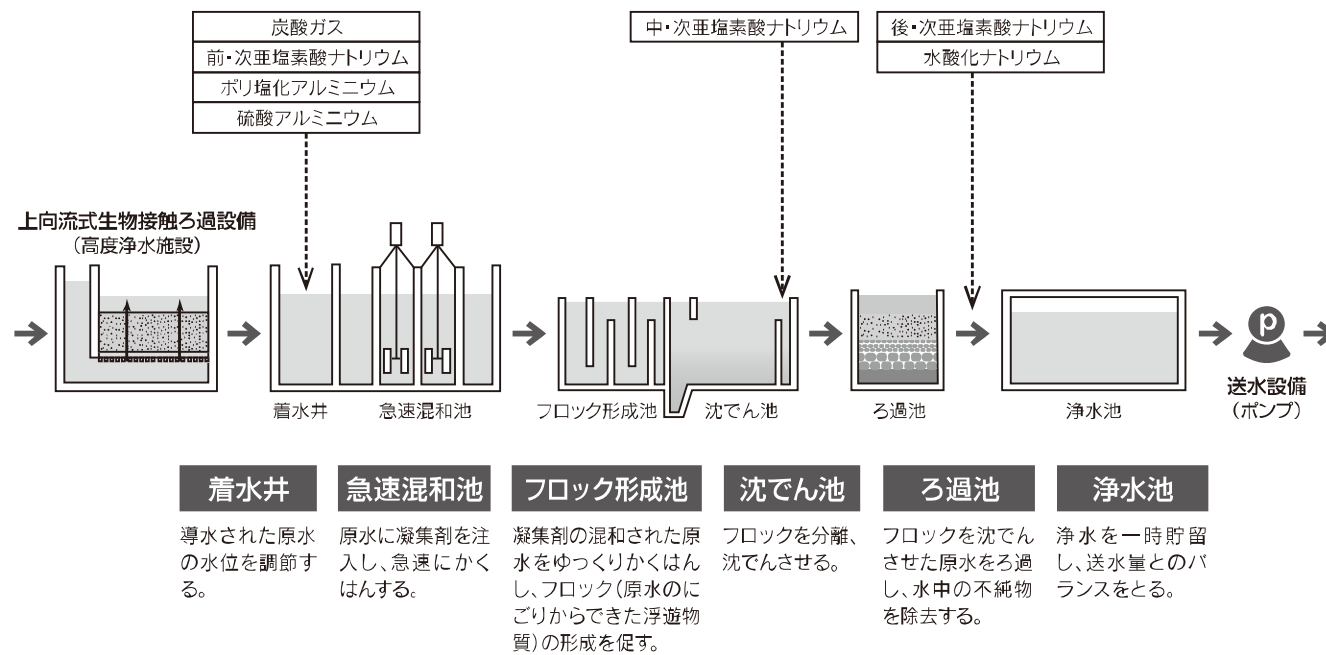 炭酸ガス
前・次亜塩素酸ナトリウム
ポリ塩化アルミニウム
硫酸アルミニウム
中・次亜塩素酸ナトリウム
後・次亜塩素酸ナトリウム
水酸化ナトリウム
上向流式生物接触ろ過設備
（高度浄水施設）
着水井
急速混和池
フロック形成池
沈でん池
ろ過池
浄水池
p
送水設備
（ポンプ）
着水井
導水された原水
の水位を調節す
る。
急速混和池
原水に凝集剤を注
入し、急速にかく
はんする。
フロック形成池
凝集剤の混和された原
水をゆっくりかくはん
し、フロック（原水のに
ごりからできた浮遊物
質）の形成を促す。
沈でん池
フロックを分離、
沈でんさせる。
ろ過池
フロックを沈でん
させた原水をろ過
し、水中の不純物
を除去する。
浄水池
浄水を一時貯留
し、送水量とのバ
ランスをとる。